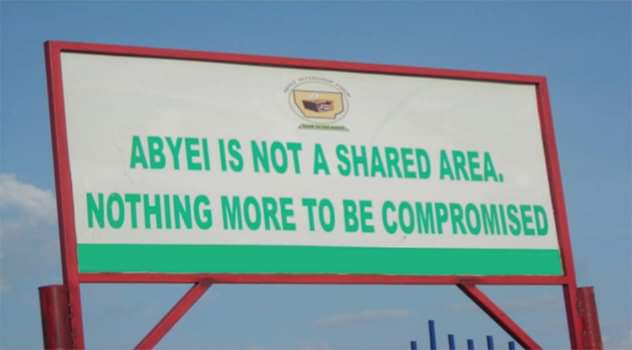 ABYEI IS NOT A SHARED AREA.
NOTHING MORE TO BE COMPROMISED